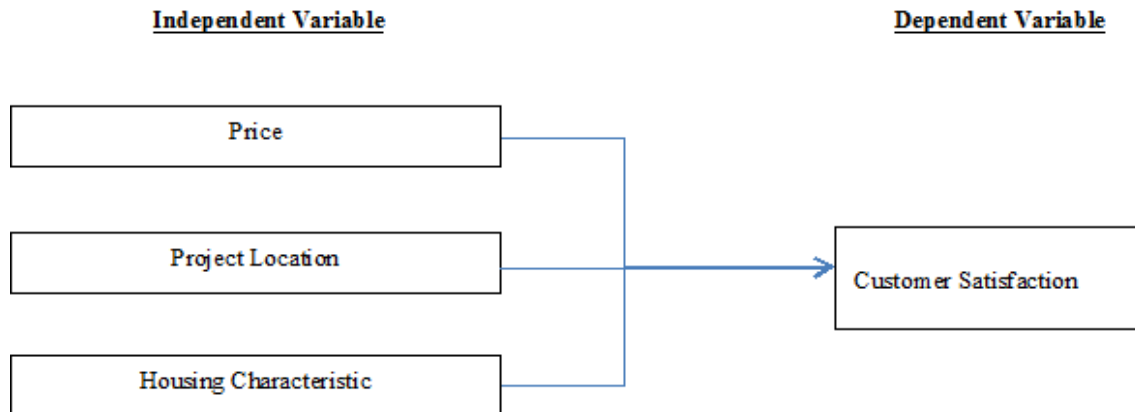 Independent Variable
Dependent Variable
Price
Project Location
Customer Satisfaction
Housing Characteristic